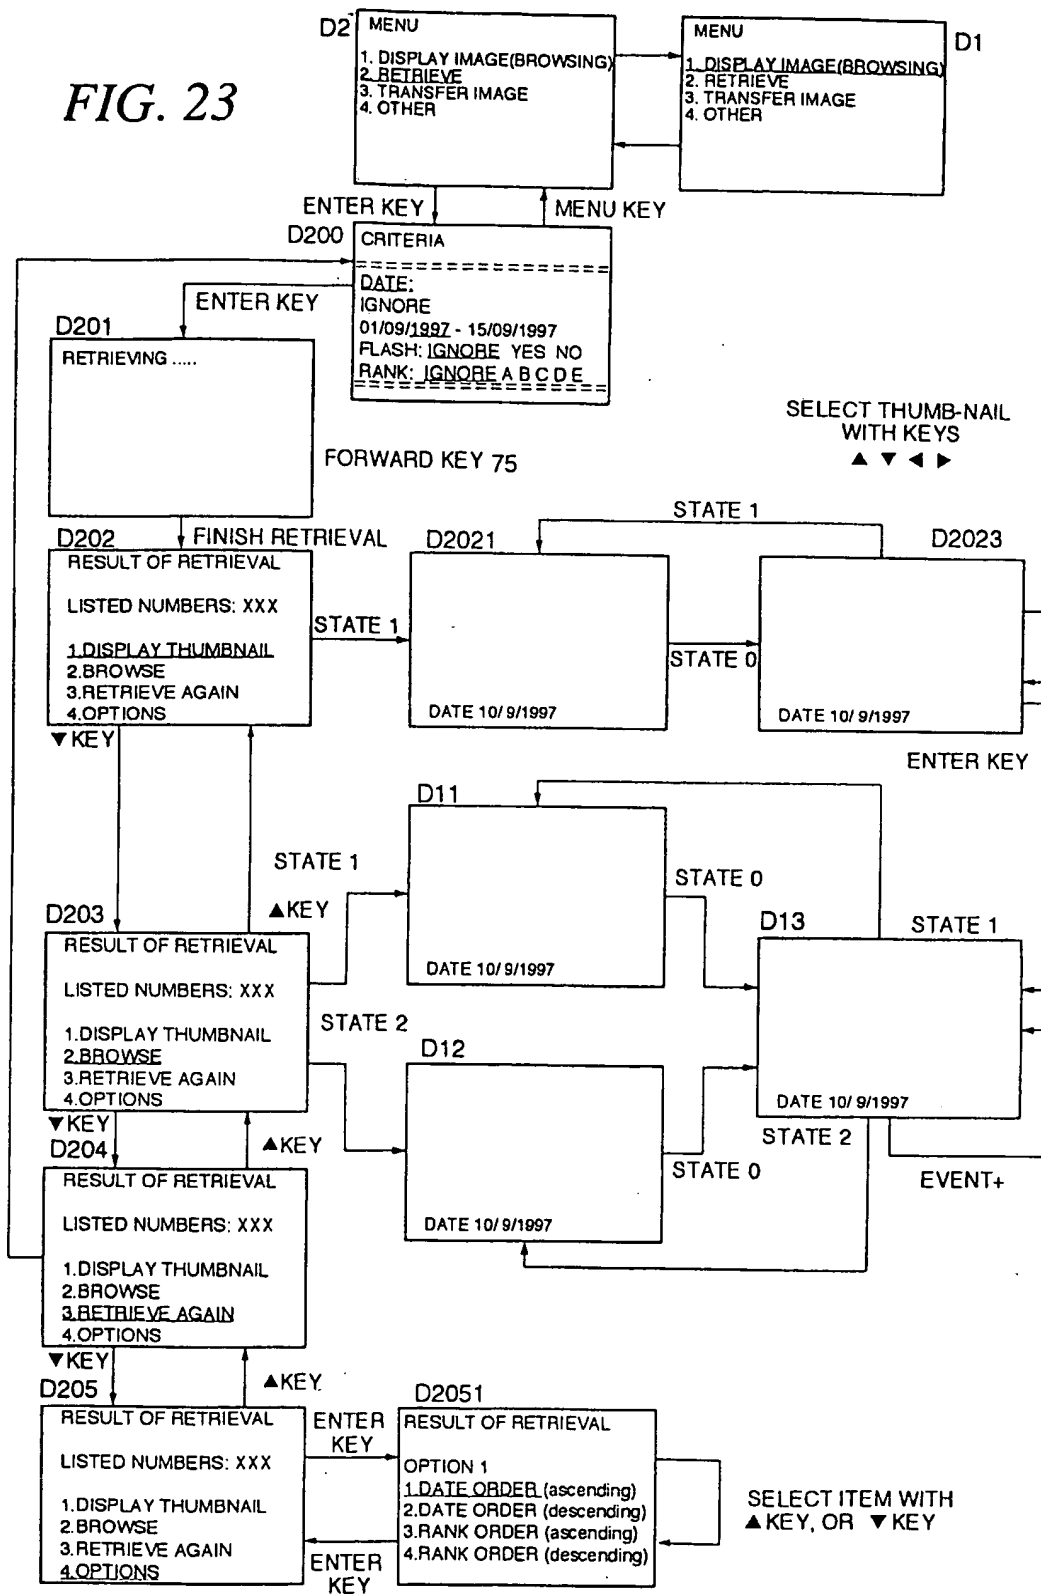 FIG. 23
D2
MENU
1. DISPLAY IMAGE(BROWSING)
2. RETRIEVE
3. TRANSFER IMAGE
4. OTHER
D1
MENU
1. DISPLAY IMAGE(BROWSING)
2. RETRIEVE
3. TRANSFER IMAGE
4. OTHER
ENTER KEY
MENU KEY
D200
CRITERIA
DATE:
IGNORE
01/09/1997 - 15/09/1997
FLASH: IGNORE YES NO
RANK: IGNORE A B C D E
ENTER KEY
D201
RETRIEVING .....
FORWARD KEY 75
SELECT THUMB-NAIL
WITH KEYS
▲ ▼ ◀ ▶
FINISH RETRIEVAL
D202
RESULT OF RETRIEVAL
LISTED NUMBERS: XXX
1.DISPLAY THUMBNAIL
2.BROWSE
3.RETRIEVE AGAIN
4.OPTIONS
▼KEY
STATE 1
D2021
DATE 10/ 9/1997
STATE 0
STATE 1
D2023
DATE 10/ 9/1997
ENTER KEY
D11
DATE 10/ 9/1997
STATE 1
▲KEY
STATE 0
D203
RESULT OF RETRIEVAL
LISTED NUMBERS: XXX
1.DISPLAY THUMBNAIL
2.BROWSE
3.RETRIEVE AGAIN
4.OPTIONS
▼KEY
STATE 2
D12
DATE 10/ 9/1997
STATE 0
D13
STATE 1
DATE 10/ 9/1997
STATE 2
EVENT+
▲KEY
D204
RESULT OF RETRIEVAL
LISTED NUMBERS: XXX
1.DISPLAY THUMBNAIL
2.BROWSE
3.RETRIEVE AGAIN
4.OPTIONS
▼KEY
▲KEY
D205
RESULT OF RETRIEVAL
LISTED NUMBERS: XXX
1.DISPLAY THUMBNAIL
2.BROWSE
3.RETRIEVE AGAIN
4.OPTIONS
ENTER
KEY
ENTER
KEY
D2051
RESULT OF RETRIEVAL
OPTION 1
1.DATE ORDER (ascending)
2.DATE ORDER (descending)
3.RANK ORDER (ascending)
4.RANK ORDER (descending)
SELECT ITEM WITH
▲KEY, OR ▼KEY